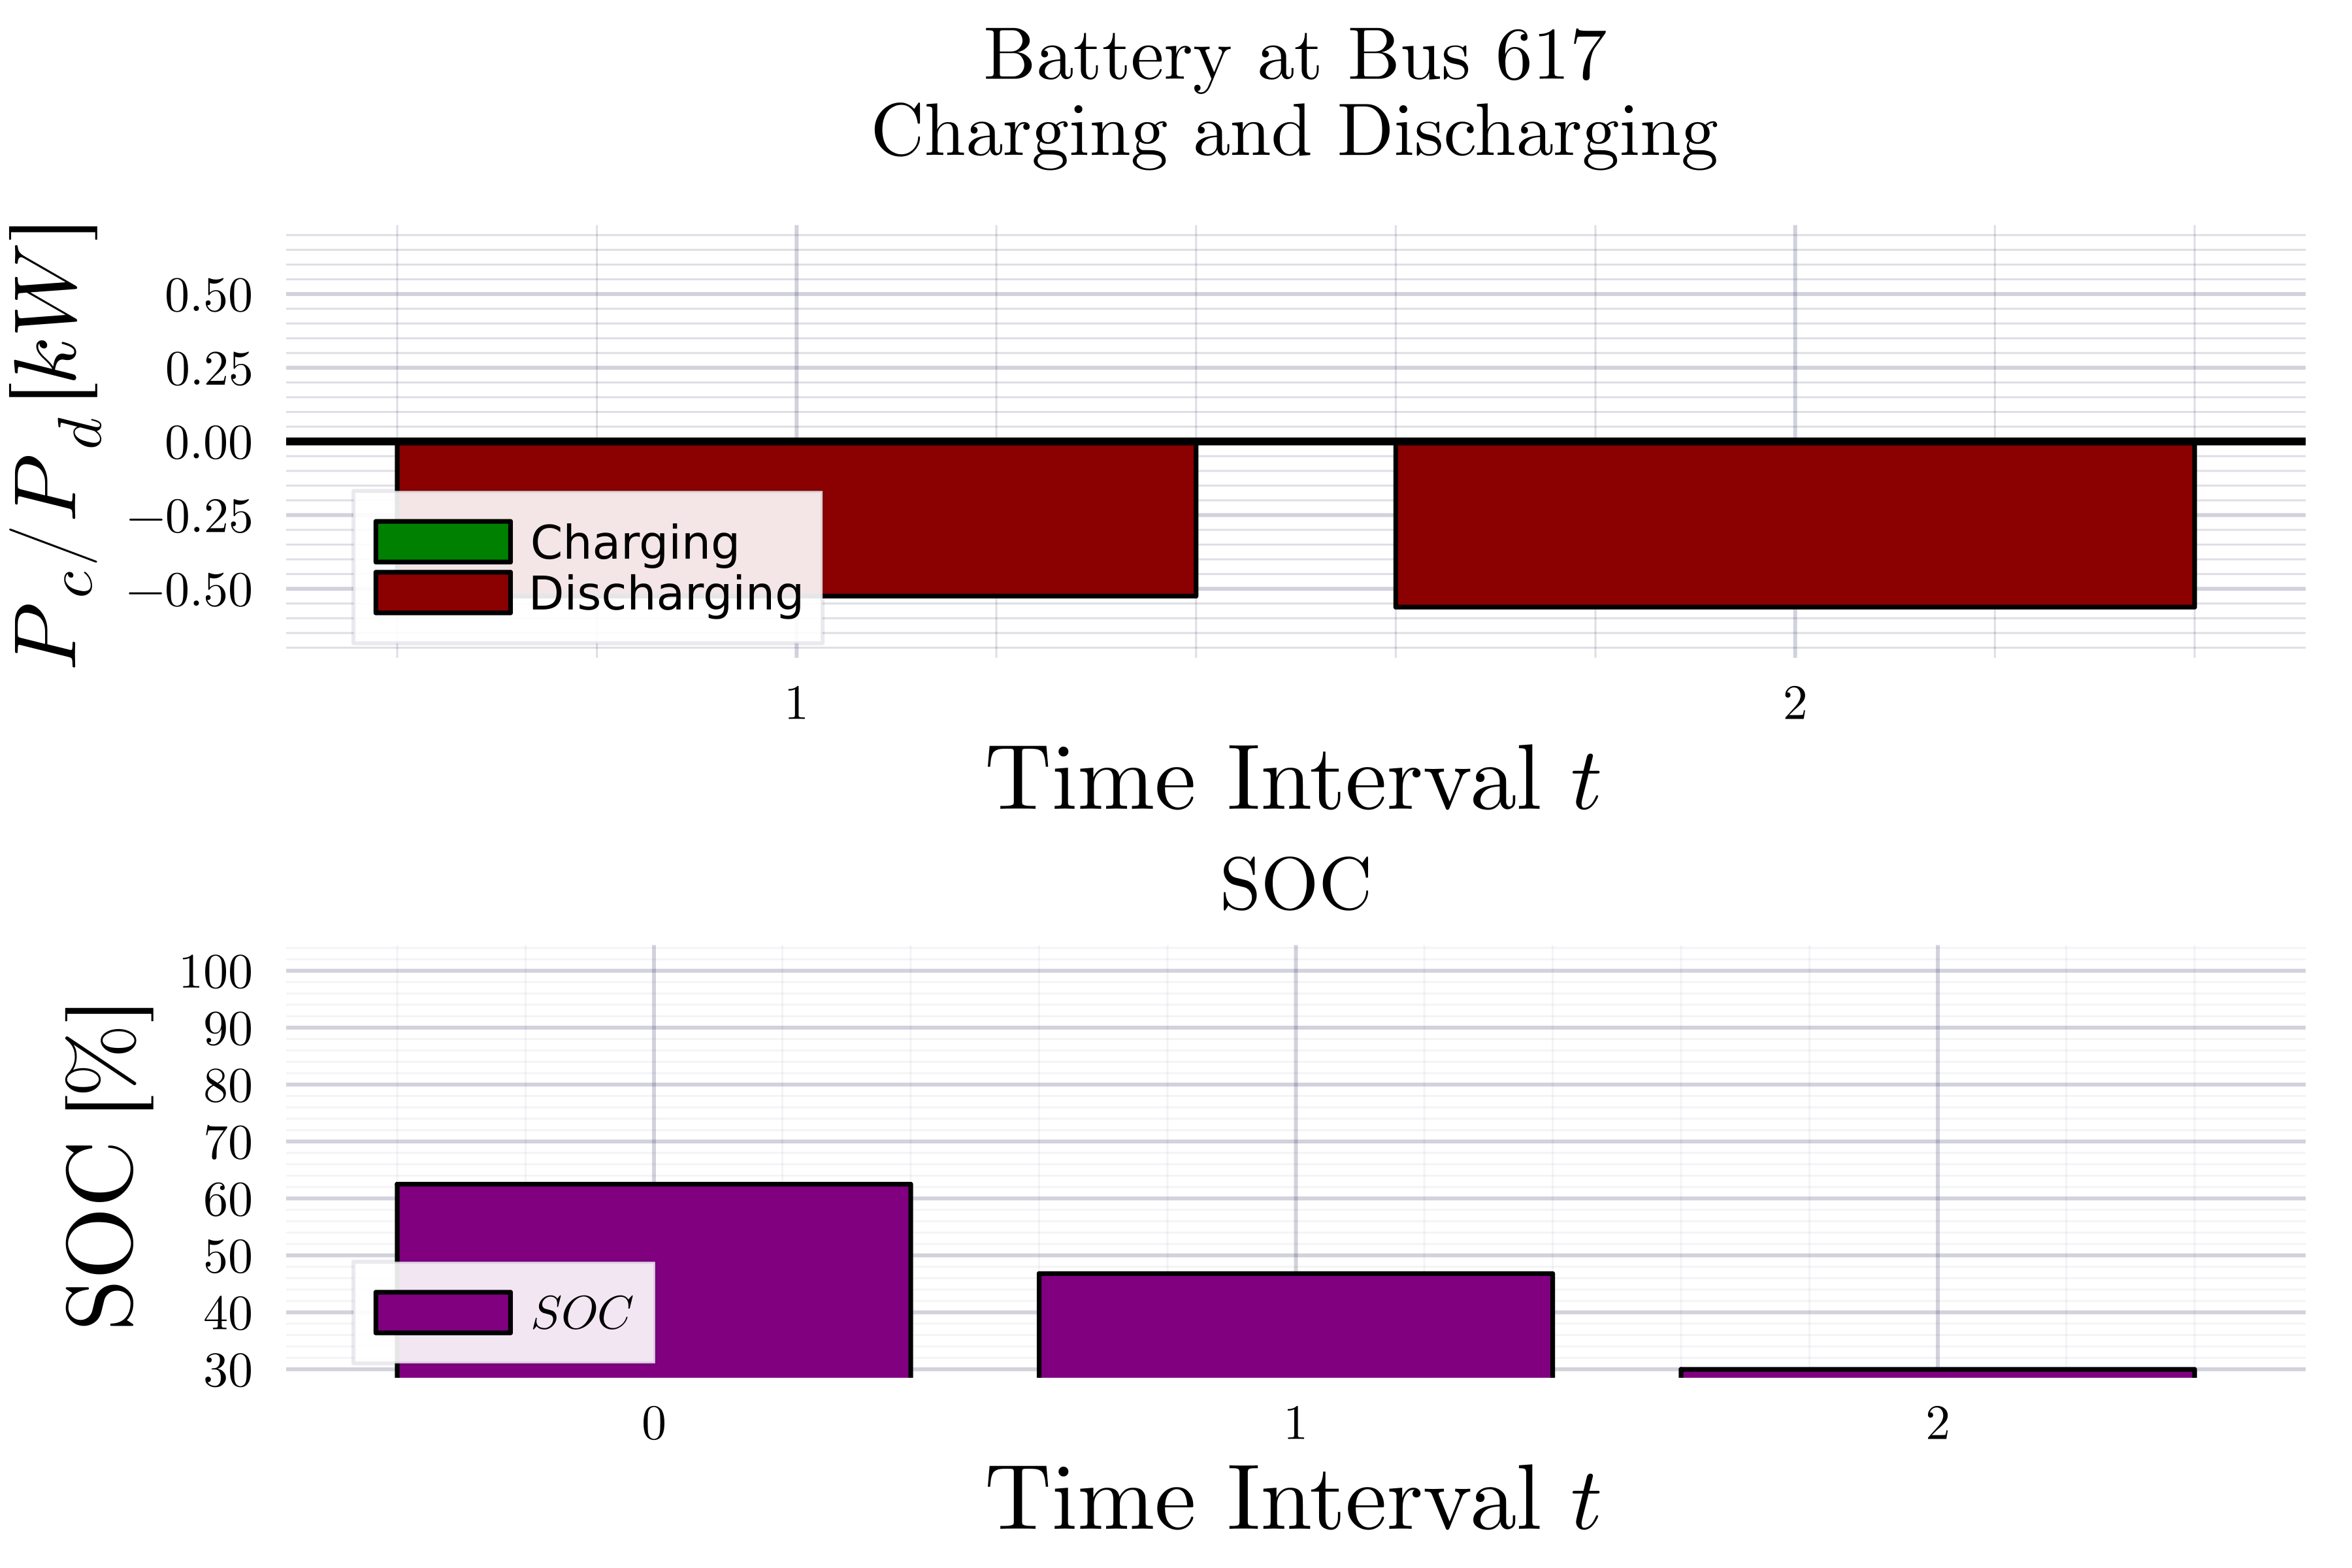 Battery at Bus 617
Charging and Discharging
P_c/P_d [kW]
0.50
0.25
0.00
−0.25
−0.50
Charging
Discharging
1 2
Time Interval t
SOC
SOC [%]
100
90
80
70
60
50
40
30
SOC
0 1 2
Time Interval t